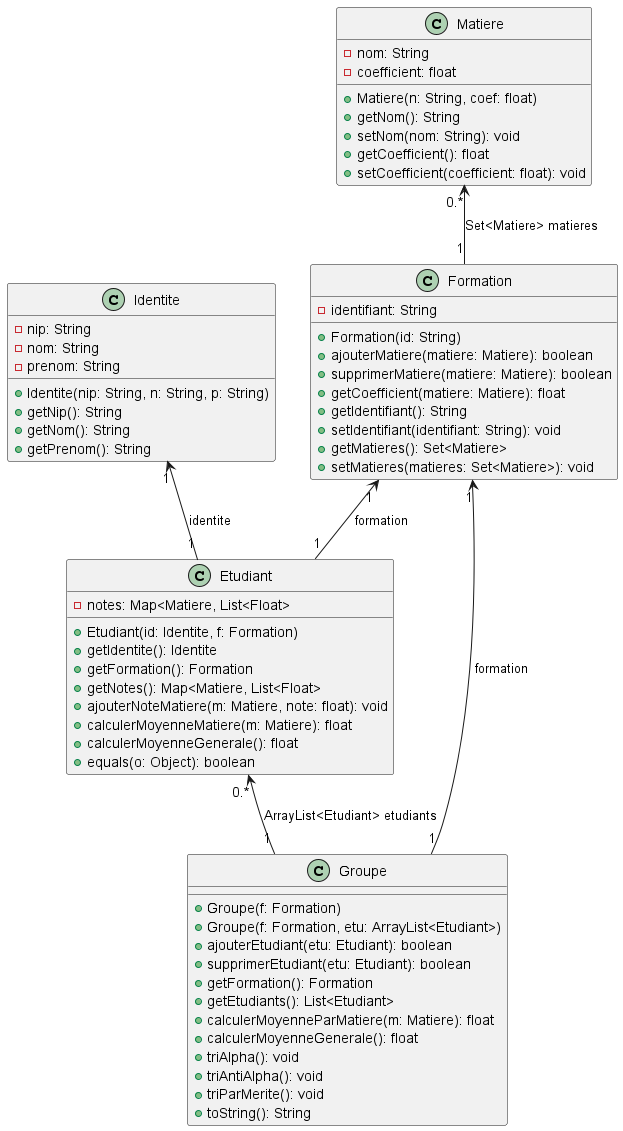 C Matiere
nom: String
coefficient: float
Matiere(n: String, coef: float)
getNom(): String
setNom(nom: String): void
getCoefficient(): float
setCoefficient(coefficient: float): void
0..*
Set<Matiere> matieres
1
C Formation
identifiant: String
Formation(id: String)
ajouterMatiere(matiere: Matiere): boolean
supprimerMatiere(matiere: Matiere): boolean
getCoefficient(matiere: Matiere): float
getIdentifiant(): String
setIdentifiant(identifiant: String): void
getMatieres(): Set<Matiere>
setMatieres(matieres: Set<Matiere>): void
C Identite
nip: String
nom: String
prenom: String
Identite(nip: String, n: String, p: String)
getNip(): String
getNom(): String
getPrenom(): String
1
identite
1
1
formation
1
1
formation
1
C Etudiant
notes: Map<Matiere, List<Float>
Etudiant(id: Identite, f: Formation)
getIdentite(): Identite
getFormation(): Formation
getNotes(): Map<Matiere, List<Float>
ajouterNoteMatiere(m: Matiere, note: float): void
calculerMoyenneMatiere(m: Matiere): float
calculerMoyenneGenerale(): float
equals(o: Object): boolean
0..*
ArrayList<Etudiant> etudiants
1
C Groupe
Groupe(f: Formation)
Groupe(f: Formation, etu: ArrayList<Etudiant>)
ajouterEtudiant(etu: Etudiant): boolean
supprimerEtudiant(etu: Etudiant): boolean
getFormation(): Formation
getEtudiants(): List<Etudiant>
calculerMoyenneParMatiere(m: Matiere): float
calculerMoyenneGenerale(): float
triAlpha(): void
triAntiAlpha(): void
triParMerite(): void
toString(): String